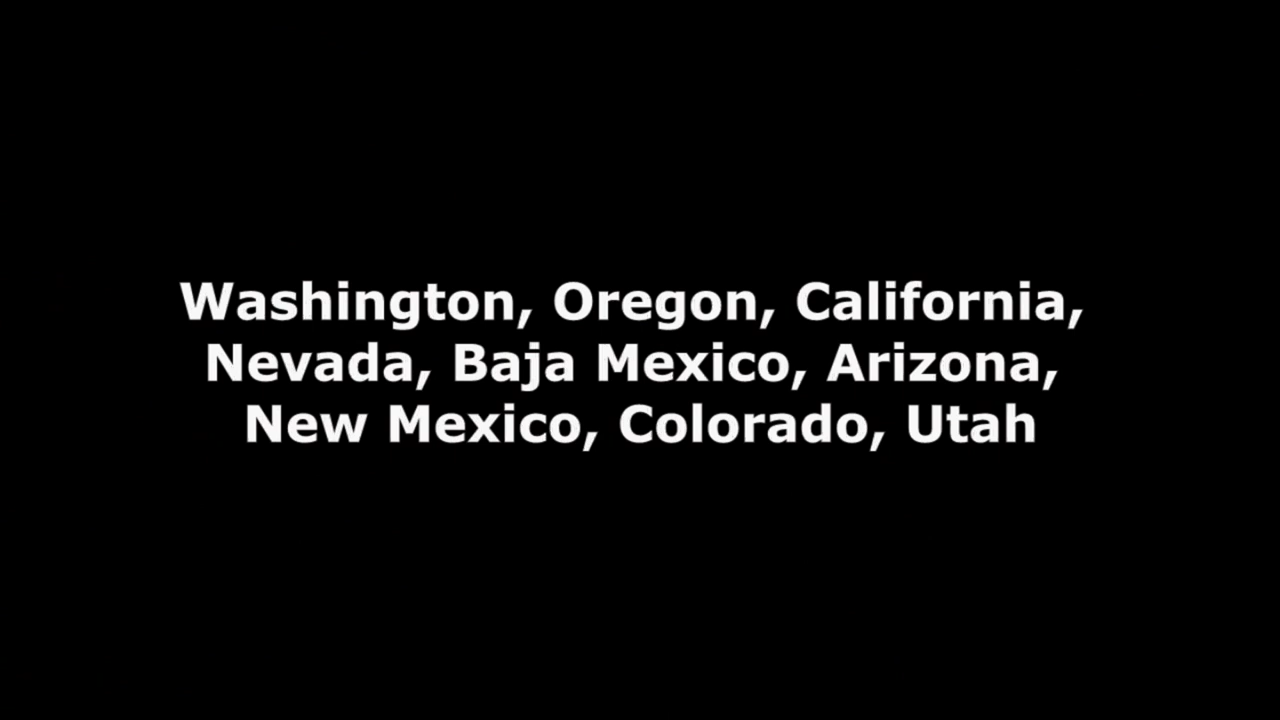 Washington, Oregon, California,
Nevada, Baja Mexico, Arizona,
New Mexico, Colorado, Utah